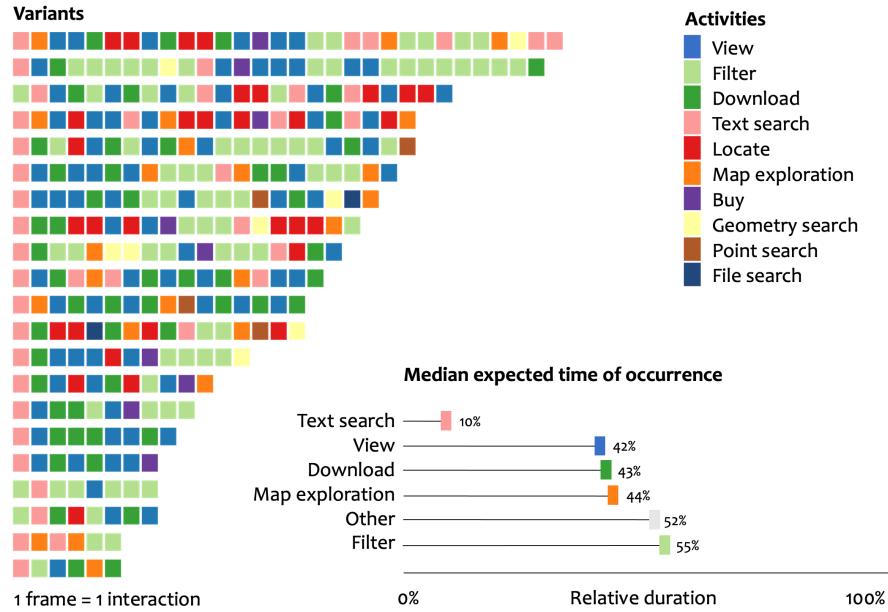 Variants
Activities
View
Filter
Download
Text search
Locate
Map exploration
Buy
Geometry search
Point search
File search
Median expected time of occurrence
Text search 10%
View 42%
Download 43%
Map exploration 44%
Other 52%
Filter 55%
0% Relative duration 100%
1 frame = 1 interaction